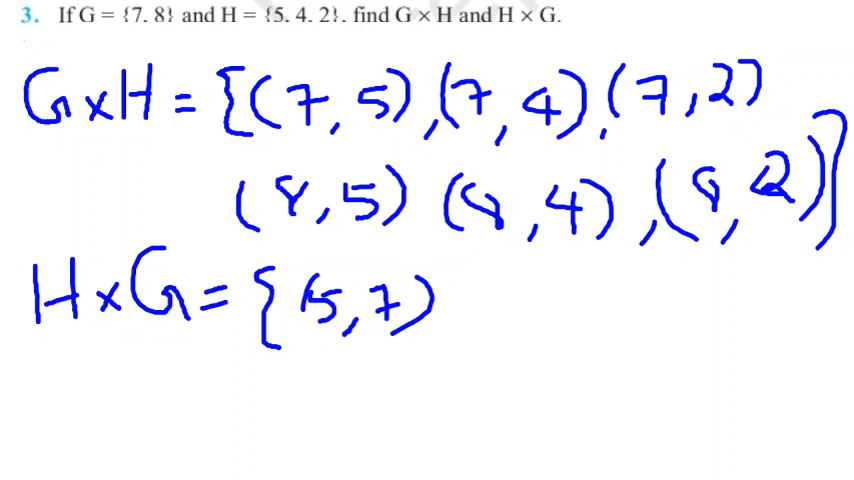 3. If G = {7, 8} and H = {5, 4, 2}, find G × H and H × G.
G×H = {(7,5),(7,4),(7,2)
(8,5) (8,4),(8,2)}
H×G = {(5,7)